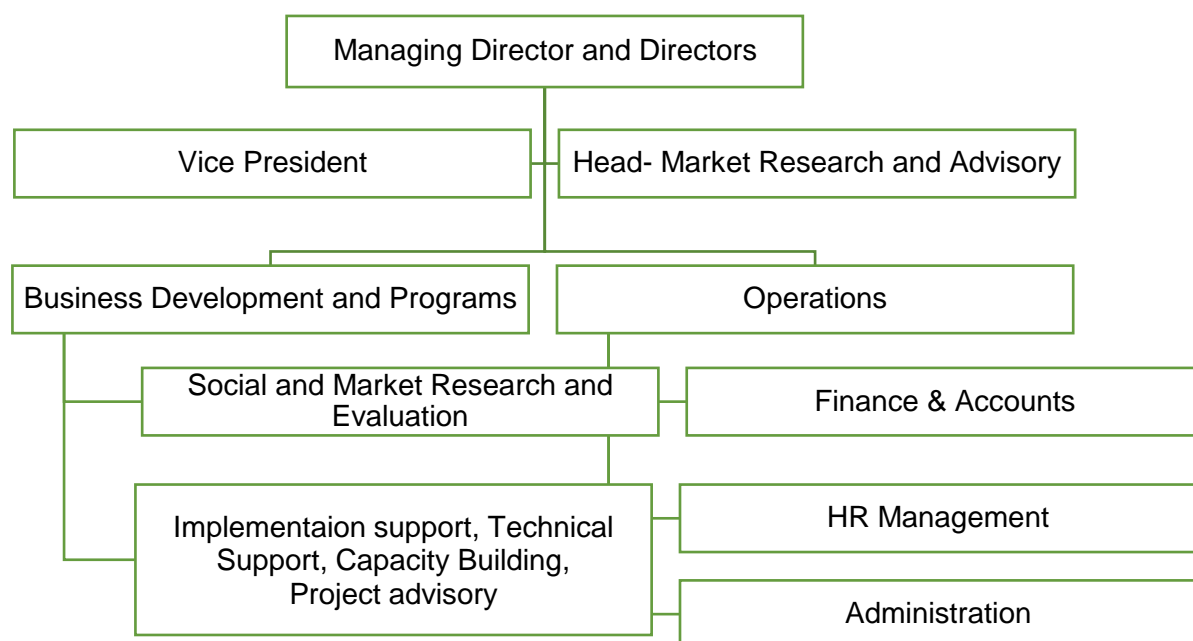 Managing Director and Directors
Vice President
Head- Market Research and Advisory
Business Development and Programs
Operations
Social and Market Research and
Evaluation
Finance & Accounts
Implementaion support, Technical
Support, Capacity Building,
Project advisory
HR Management
Administration